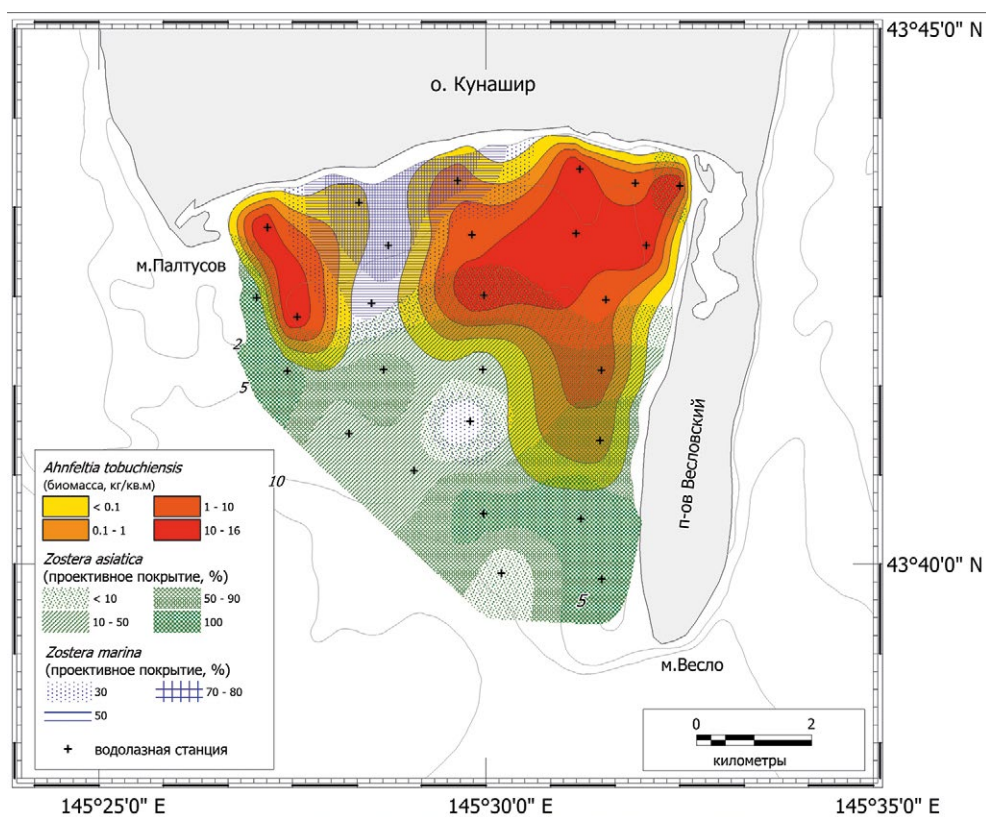 43°45'0" N
о. Кунашир
м.Палтусов
2
5
10
п-ов Весловский
43°40'0" N
5
м.Весло
Ahnfeltia tobuchiensis
(биомасса, кг/кв.м)
< 0.1
1 - 10
0.1 - 1
10 - 16
Zostera asiatica
(проективное покрытие, %)
< 10
50 - 90
10 - 50
100
Zostera marina
(проективное покрытие, %)
30
70 - 80
50
+ водолазная станция
0 2
километры
145°25'0" E
145°30'0" E
145°35'0" E